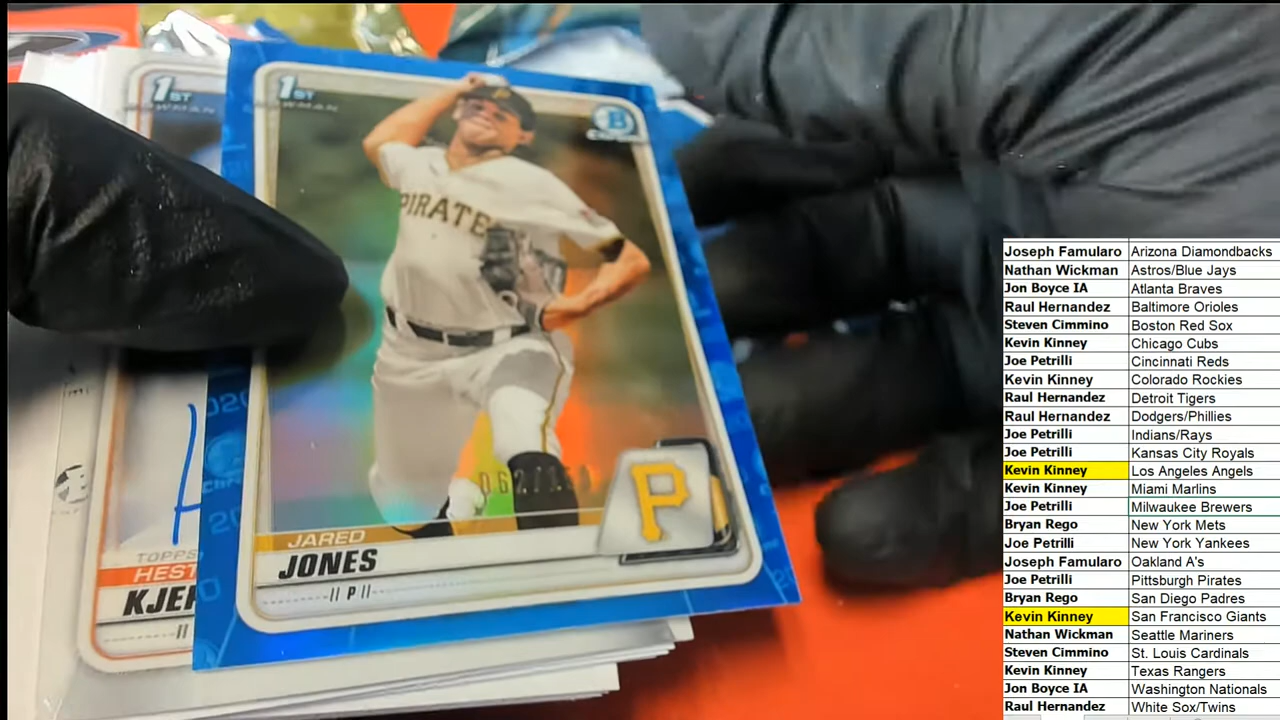 1ST
1ST
BOWMAN
B
PIRATES
P
JARED
JONES
-- II P II --
TOPPS
HEST
KJER
Joseph Famularo Arizona Diamondbacks
Nathan Wickman Astros/Blue Jays
Jon Boyce IA Atlanta Braves
Raul Hernandez Baltimore Orioles
Steven Cimmino Boston Red Sox
Kevin Kinney Chicago Cubs
Joe Petrilli Cincinnati Reds
Kevin Kinney Colorado Rockies
Raul Hernandez Detroit Tigers
Raul Hernandez Dodgers/Phillies
Joe Petrilli Indians/Rays
Joe Petrilli Kansas City Royals
Kevin Kinney Los Angeles Angels
Kevin Kinney Miami Marlins
Joe Petrilli Milwaukee Brewers
Bryan Rego New York Mets
Joe Petrilli New York Yankees
Joseph Famularo Oakland A's
Joe Petrilli Pittsburgh Pirates
Bryan Rego San Diego Padres
Kevin Kinney San Francisco Giants
Nathan Wickman Seattle Mariners
Steven Cimmino St. Louis Cardinals
Kevin Kinney Texas Rangers
Jon Boyce IA Washington Nationals
Raul Hernandez White Sox/Twins